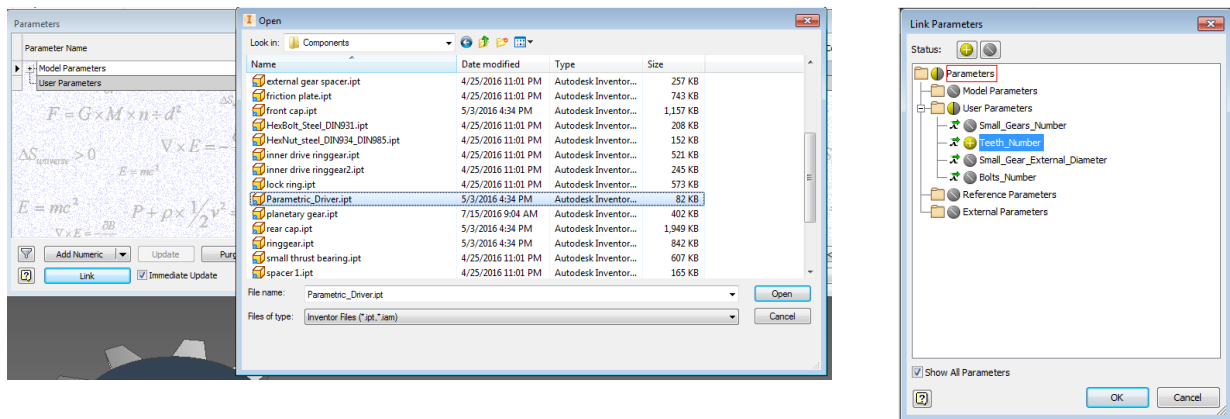 Parameters
Parameter Name
Model Parameters
User Parameters
F = G × M × n ÷ d²
ΔS universe > 0
∇ × E = -
E = mc²
E = mc²
P + ρ × 1/2 v² =
∇ × E = - ∂B
Add Numeric
Update
Purg
Link
Immediate Update
Open
Look in:
Components
Name Date modified Type Size
external gear spacer.ipt 4/25/2016 11:01 PM Autodesk Inventor... 257 KB
friction plate.ipt 4/25/2016 11:01 PM Autodesk Inventor... 743 KB
front cap.ipt 5/3/2016 4:34 PM Autodesk Inventor... 1,157 KB
HexBolt_Steel_DIN931.ipt 4/25/2016 11:01 PM Autodesk Inventor... 208 KB
HexNut_steel_DIN934_DIN985.ipt 4/25/2016 11:01 PM Autodesk Inventor... 152 KB
inner drive ringgear.ipt 4/25/2016 11:01 PM Autodesk Inventor... 521 KB
inner drive ringgear2.ipt 4/25/2016 11:01 PM Autodesk Inventor... 245 KB
lock ring.ipt 4/25/2016 11:01 PM Autodesk Inventor... 573 KB
Parametric_Driver.ipt 5/3/2016 4:34 PM Autodesk Inventor... 82 KB
planetary gear.ipt 7/15/2016 9:04 AM Autodesk Inventor... 402 KB
rear cap.ipt 5/3/2016 4:34 PM Autodesk Inventor... 1,949 KB
ringgear.ipt 5/3/2016 4:34 PM Autodesk Inventor... 842 KB
small thrust bearing.ipt 4/25/2016 11:01 PM Autodesk Inventor... 607 KB
spacer 1.ipt 4/25/2016 11:01 PM Autodesk Inventor... 165 KB
File name: Parametric_Driver.ipt
Open
Files of type: Inventor Files (*.ipt,*.iam)
Cancel
Link Parameters
Status:
Parameters
Model Parameters
User Parameters
Small_Gears_Number
Teeth_Number
Small_Gear_External_Diameter
Bolts_Number
Reference Parameters
External Parameters
Show All Parameters
OK
Cancel